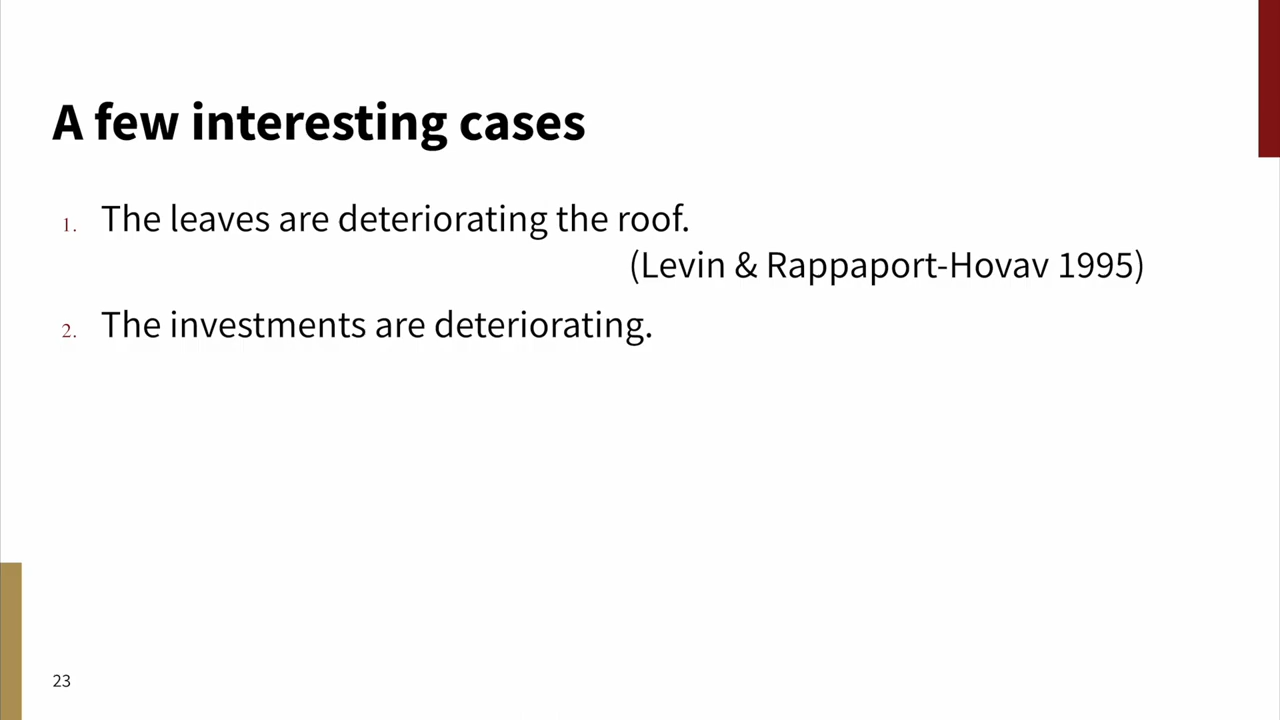 A few interesting cases
1. The leaves are deteriorating the roof.
(Levin & Rappaport-Hovav 1995)
2. The investments are deteriorating.
23